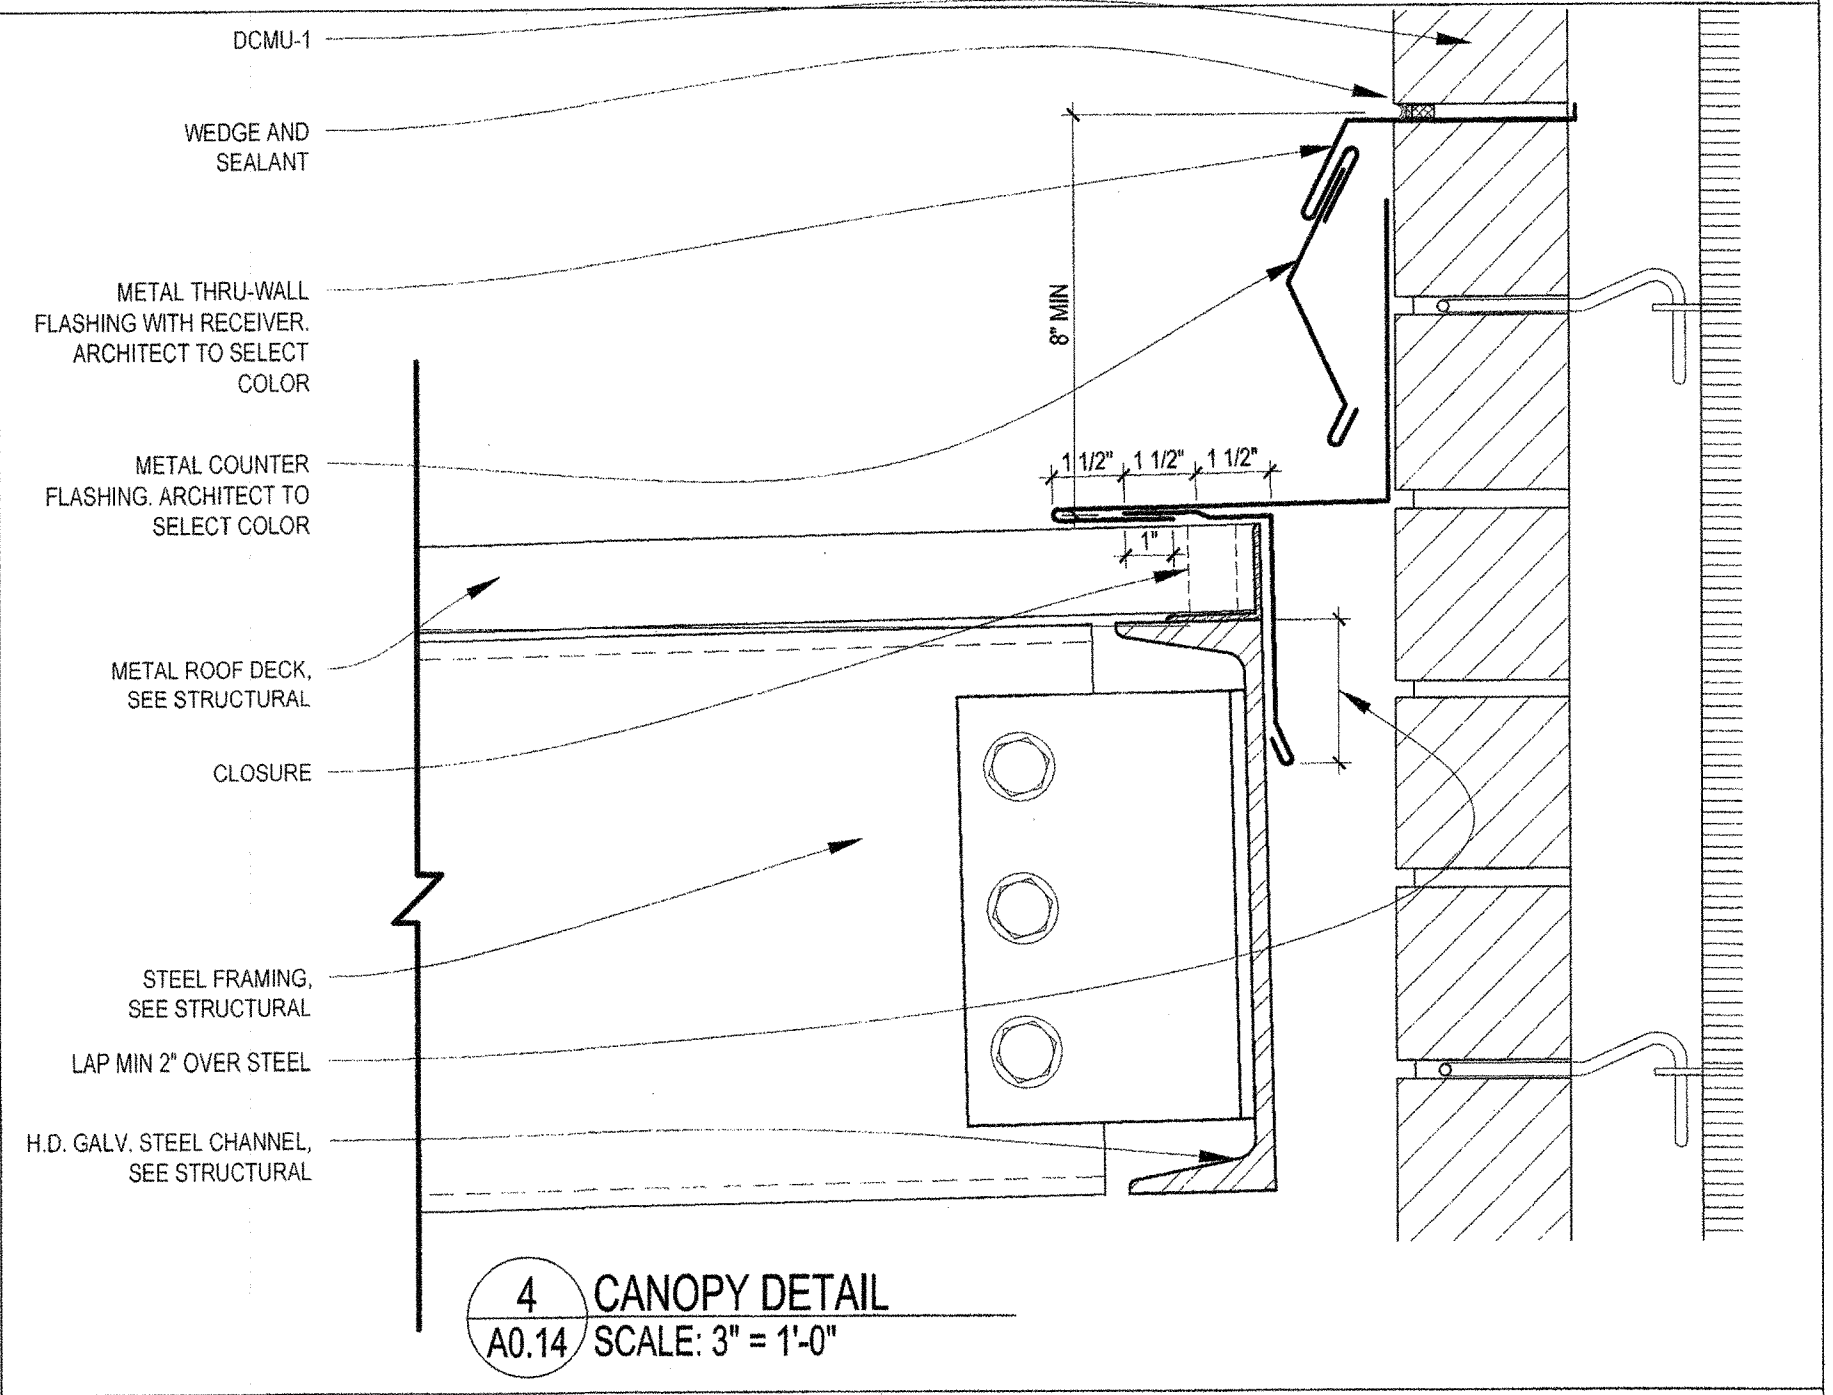 DCMU-1
WEDGE AND
SEALANT
METAL THRU-WALL
FLASHING WITH RECEIVER.
ARCHITECT TO SELECT
COLOR
8" MIN
METAL COUNTER
FLASHING. ARCHITECT TO
SELECT COLOR
1 1/2" 1 1/2" 1 1/2"
1"
METAL ROOF DECK,
SEE STRUCTURAL
CLOSURE
STEEL FRAMING,
SEE STRUCTURAL
LAP MIN 2" OVER STEEL
H.D. GALV. STEEL CHANNEL,
SEE STRUCTURAL
4 CANOPY DETAIL
A0.14 SCALE: 3" = 1'-0"